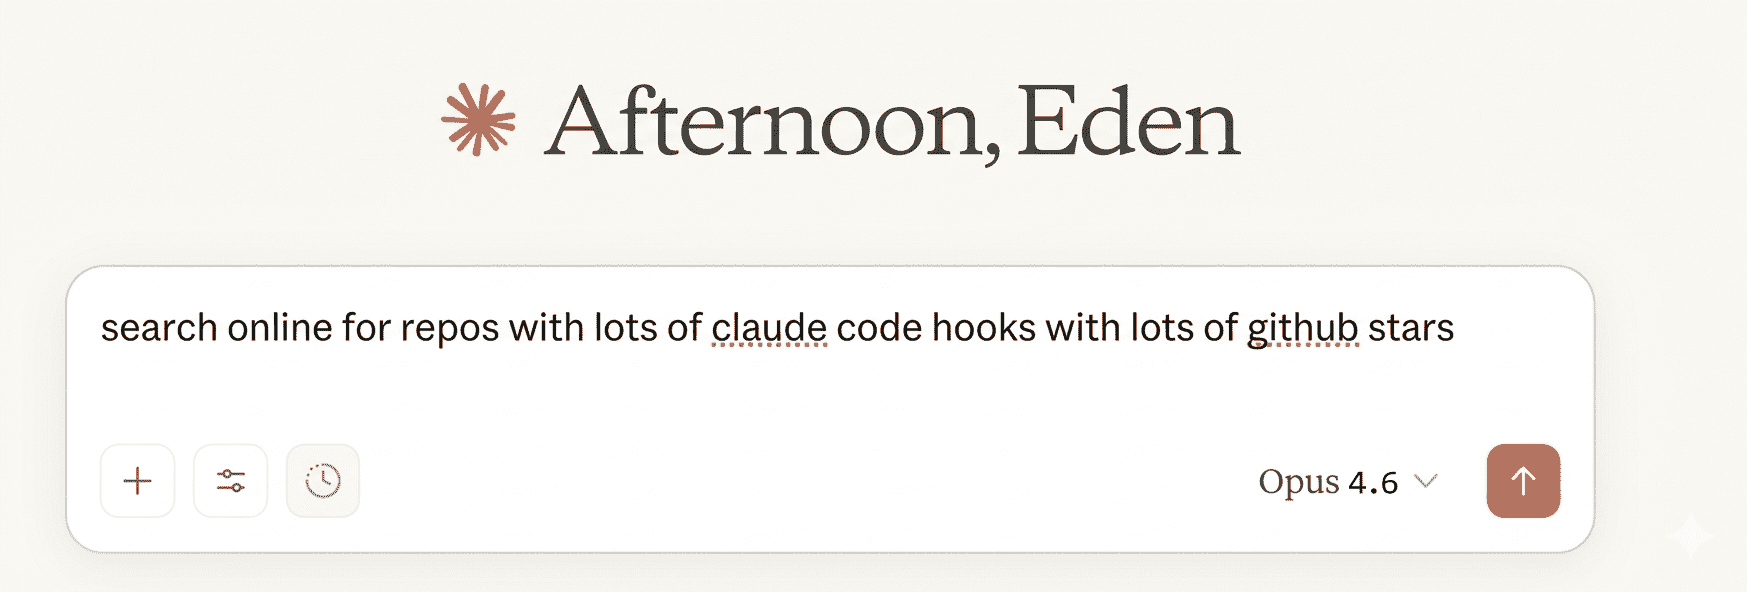 Afternoon, Eden
search online for repos with lots of claude code hooks with lots of github stars
Opus 4.6